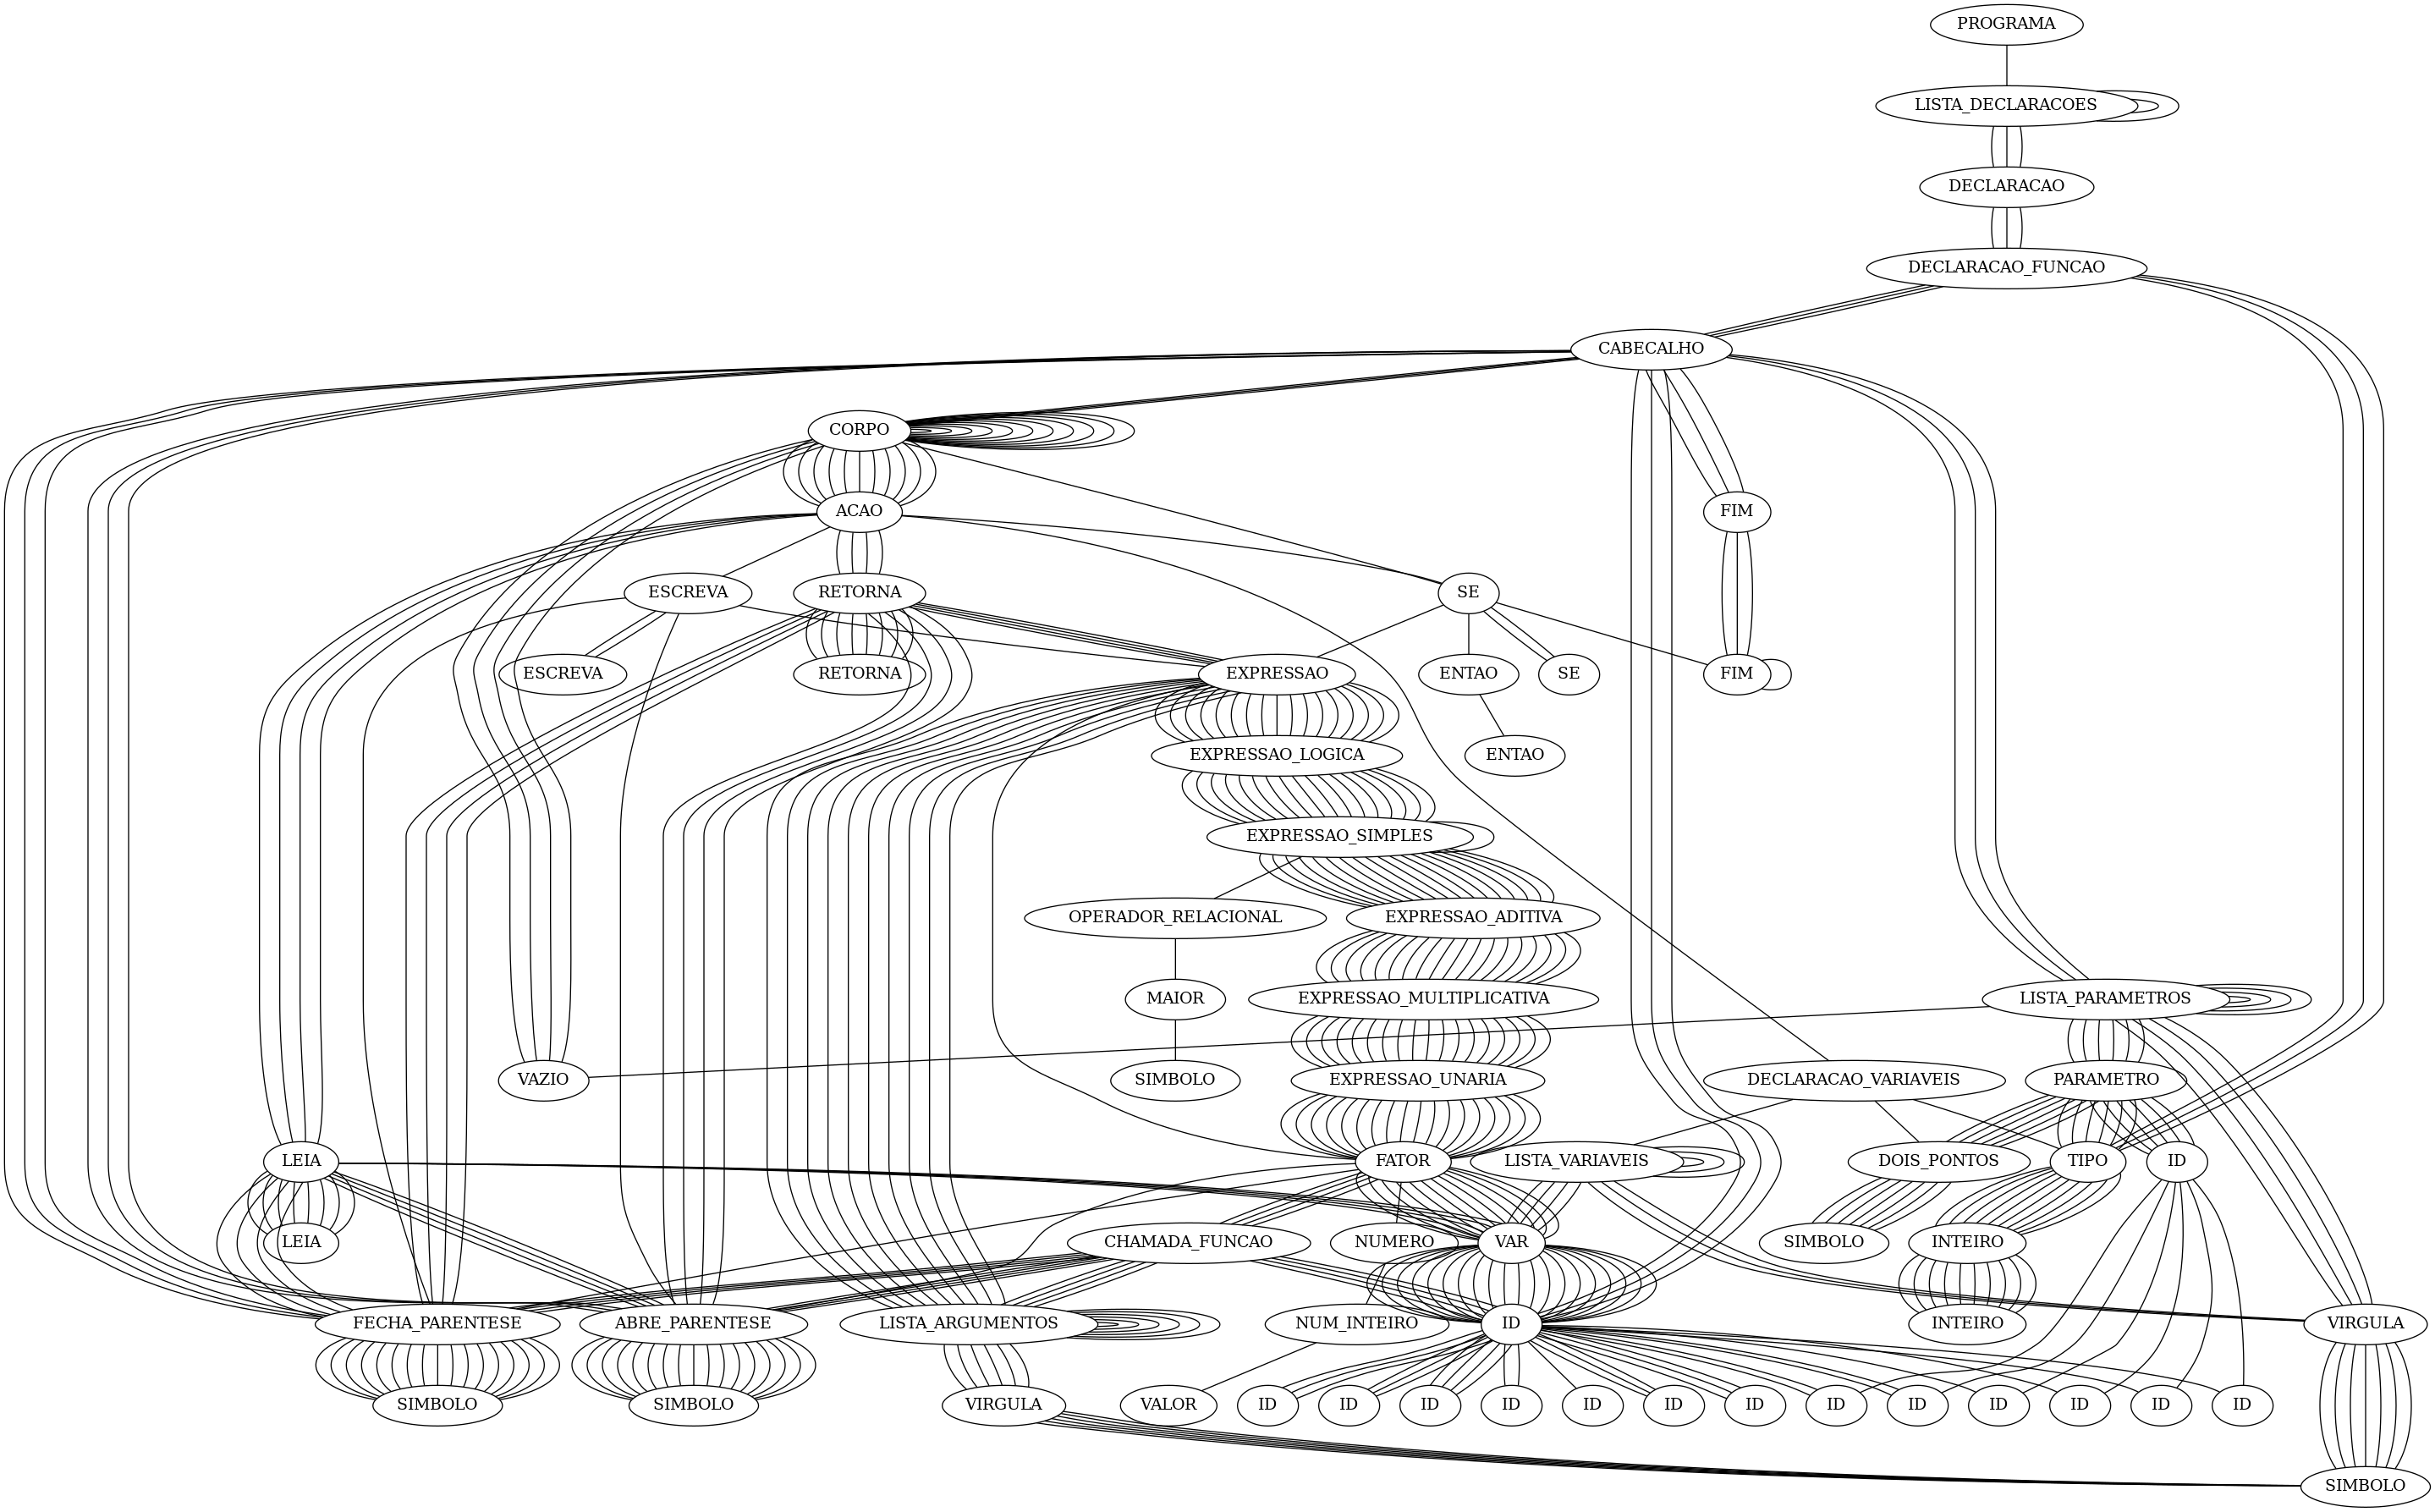 PROGRAMA
LISTA_DECLARACOES
DECLARACAO
DECLARACAO_FUNCAO
CABECALHO
CORPO
ACAO
FIM
ESCREVA
RETORNA
SE
ESCREVA
RETORNA
EXPRESSAO
ENTAO
SE
FIM
EXPRESSAO_LOGICA
ENTAO
EXPRESSAO_SIMPLES
OPERADOR_RELACIONAL
EXPRESSAO_ADITIVA
MAIOR
EXPRESSAO_MULTIPLICATIVA
LISTA_PARAMETROS
VAZIO
SIMBOLO
EXPRESSAO_UNARIA
DECLARACAO_VARIAVEIS
PARAMETRO
LEIA
FATOR
LISTA_VARIAVEIS
DOIS_PONTOS
TIPO
ID
LEIA
CHAMADA_FUNCAO
NUMERO
VAR
SIMBOLO
INTEIRO
FECHA_PARENTESE
ABRE_PARENTESE
LISTA_ARGUMENTOS
NUM_INTEIRO
ID
INTEIRO
VIRGULA
SIMBOLO
SIMBOLO
VIRGULA
VALOR
ID
ID
ID
ID
ID
ID
ID
ID
ID
ID
ID
ID
ID
SIMBOLO